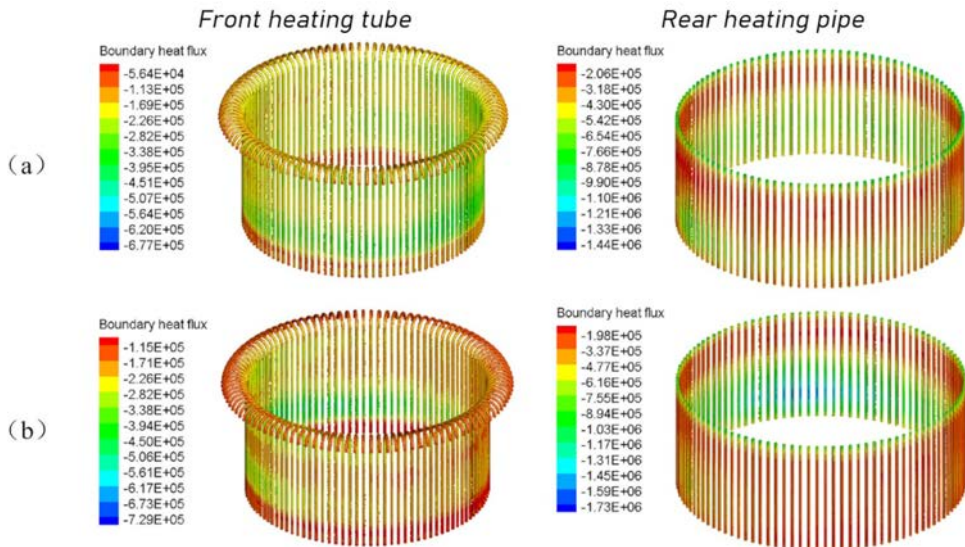 Front heating tube
Rear heating pipe
(a)
Boundary heat flux
-5.64E+04
-1.13E+05
-1.69E+05
-2.26E+05
-2.82E+05
-3.38E+05
-3.95E+05
-4.51E+05
-5.07E+05
-5.64E+05
-6.20E+05
-6.77E+05
Boundary heat flux
-2.06E+05
-3.18E+05
-4.30E+05
-5.42E+05
-6.54E+05
-7.66E+05
-8.78E+05
-9.90E+05
-1.10E+06
-1.21E+06
-1.33E+06
-1.44E+06
(b)
Boundary heat flux
-1.15E+05
-1.71E+05
-2.26E+05
-2.82E+05
-3.38E+05
-3.94E+05
-4.50E+05
-5.06E+05
-5.61E+05
-6.17E+05
-6.73E+05
-7.29E+05
Boundary heat flux
-1.98E+05
-3.37E+05
-4.77E+05
-6.16E+05
-7.55E+05
-8.94E+05
-1.03E+06
-1.17E+06
-1.31E+06
-1.45E+06
-1.59E+06
-1.73E+06